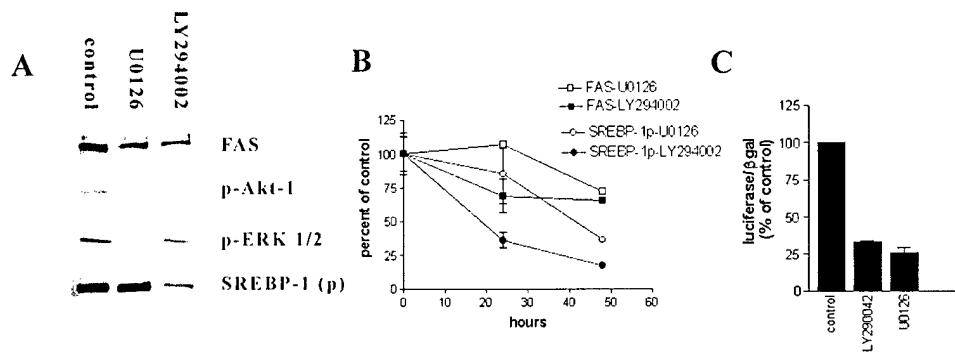 A
control
U0126
LY294002
FAS
p-Akt-1
p-ERK 1/2
SREBP-1 (p)
B
FAS-U0126
FAS-LY294002
SREBP-1p-U0126
SREBP-1p-LY294002
percent of control
125
100
75
50
25
0
0 10 20 30 40 50 60
hours
C
luciferase/βgal
(% of control)
125
100
75
50
25
0
control
LY290042
U0126